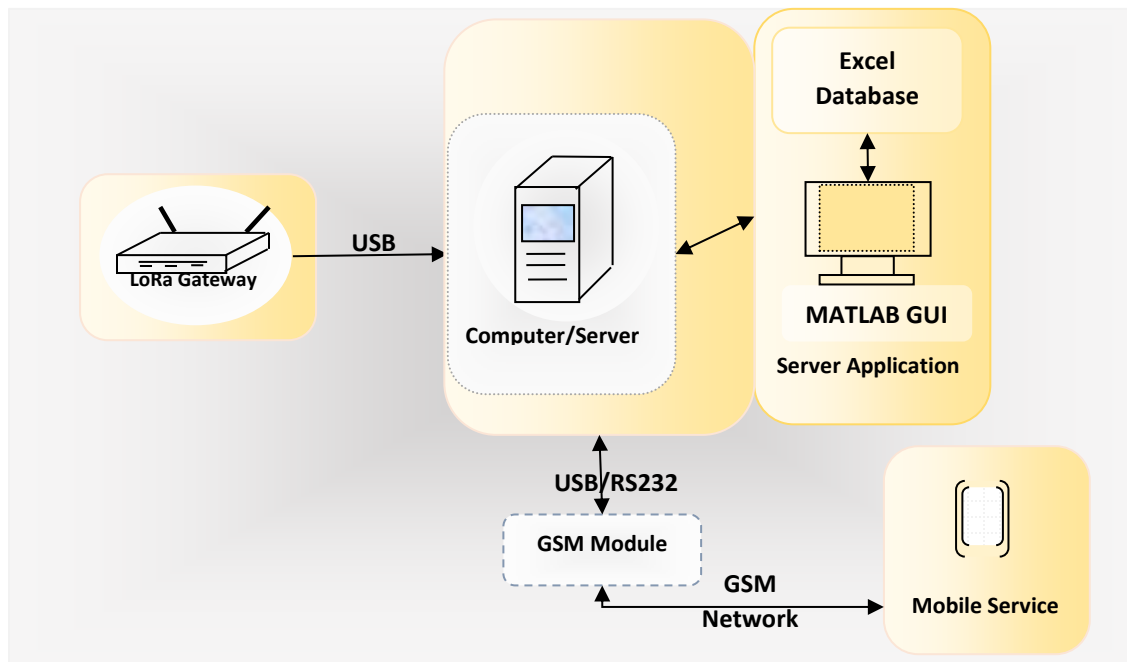 Excel
Database
USB
LoRa Gateway
Computer/Server
MATLAB GUI
Server Application
USB/RS232
GSM Module
GSM
Network
Mobile Service